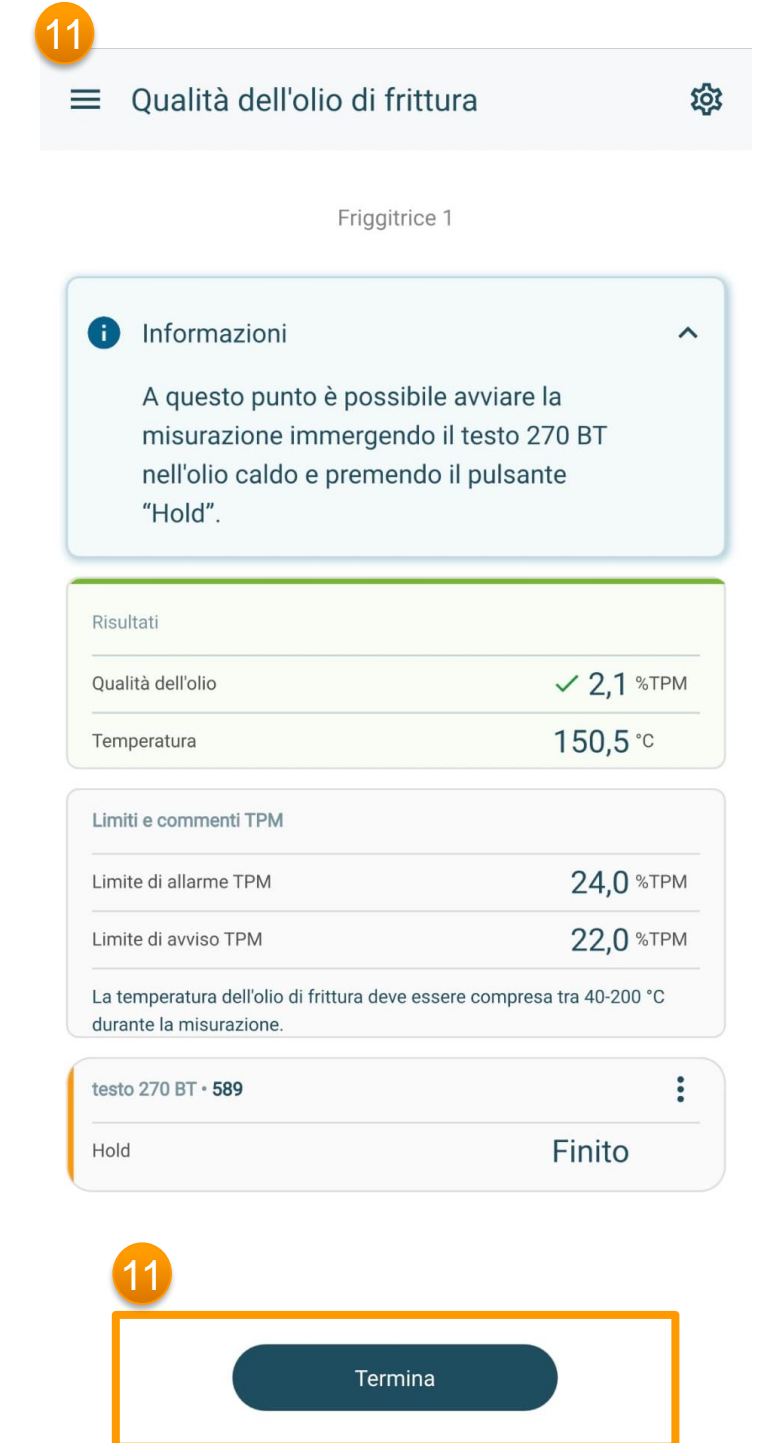 11
Qualità dell'olio di frittura
Friggitrice 1
Informazioni
A questo punto è possibile avviare la
misurazione immergendo il testo 270 BT
nell'olio caldo e premendo il pulsante
“Hold”.
Risultati
Qualità dell'olio 2,1 %TPM
Temperatura 150,5 °C
Limiti e commenti TPM
Limite di allarme TPM 24,0 %TPM
Limite di avviso TPM 22,0 %TPM
La temperatura dell'olio di frittura deve essere compresa tra 40-200 °C
durante la misurazione.
testo 270 BT • 589
Hold Finito
11
Termina